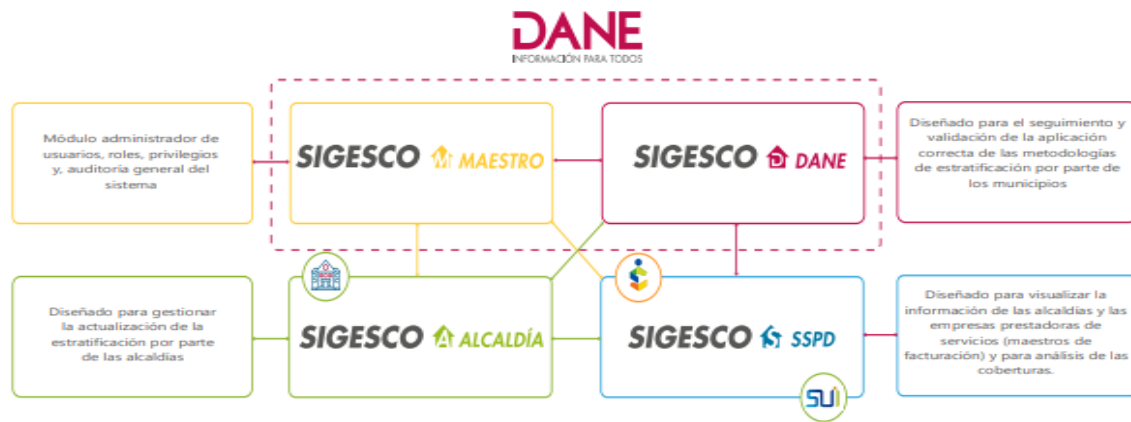 DANE
INFORMACIÓN PARA TODOS
Módulo administrador de
usuarios, roles, privilegios
y, auditoría general del
sistema
SIGESCO M MAESTRO
SIGESCO D DANE
Diseñado para el seguimiento y
validación de la aplicación
correcta de las metodologías
de estratificación por parte de
los municipios
Diseñado para gestionar
la actualización de la
estratificación por parte
de las alcaldías
SIGESCO A ALCALDÍA
SIGESCO S SSPD
sui
Diseñado para visualizar la
información de las alcaldías y las
empresas prestadoras de
servicios (maestros de
facturación) y para análisis de las
coberturas.